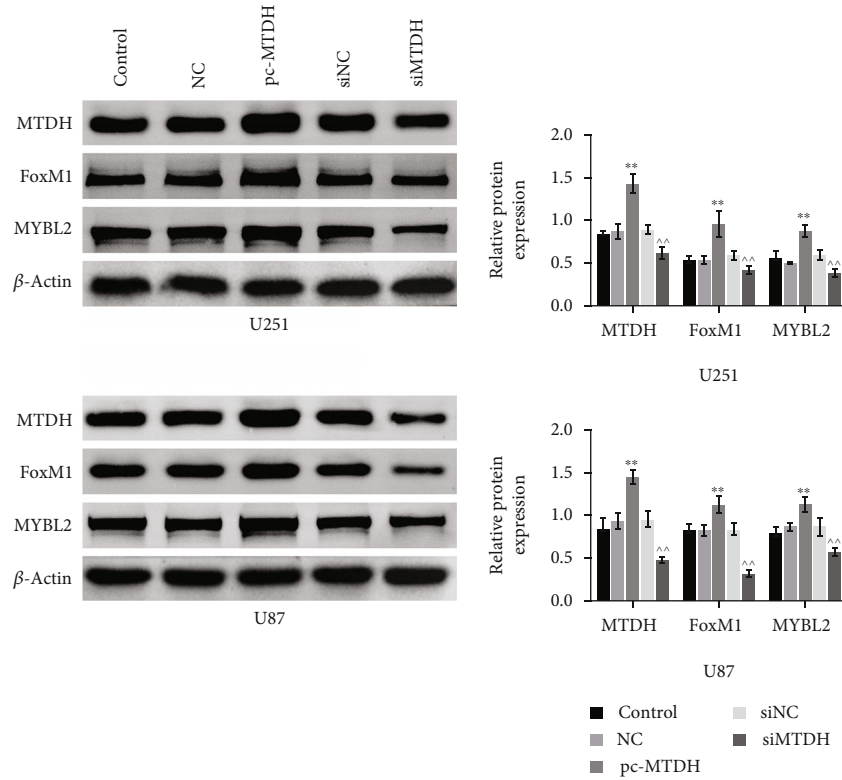 Control
NC
pc-MTDH
siNC
siMTDH
MTDH
FoxM1
MYBL2
β-Actin
U251
2.0
1.5
1.0
0.5
0.0
Relative protein
expression
**
^^
**
^^
**
^^
MTDH FoxM1 MYBL2
U251
MTDH
FoxM1
MYBL2
β-Actin
U87
2.0
1.5
1.0
0.5
0.0
Relative protein
expression
**
^^
**
^^
**
^^
MTDH FoxM1 MYBL2
U87
Control
NC
pc-MTDH
siNC
siMTDH